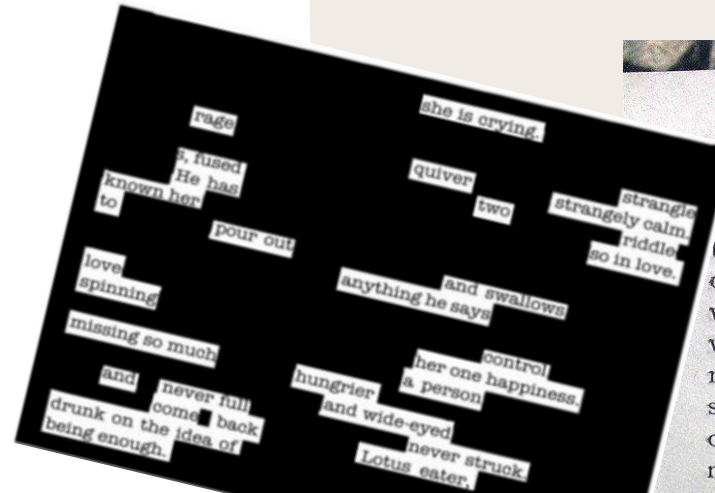 she is crying.
rage
s, fused
He has
known her
to
quiver
two
strangle
strangely calm.
riddle
so in love.
pour out
love
spinning
and swallows
anything he says
missing so much
control
her one happiness.
a person
and
never full
come back
drunk on the idea of
being enough.
hungrier
and wide-eyed
never struck.
Lotus eater,